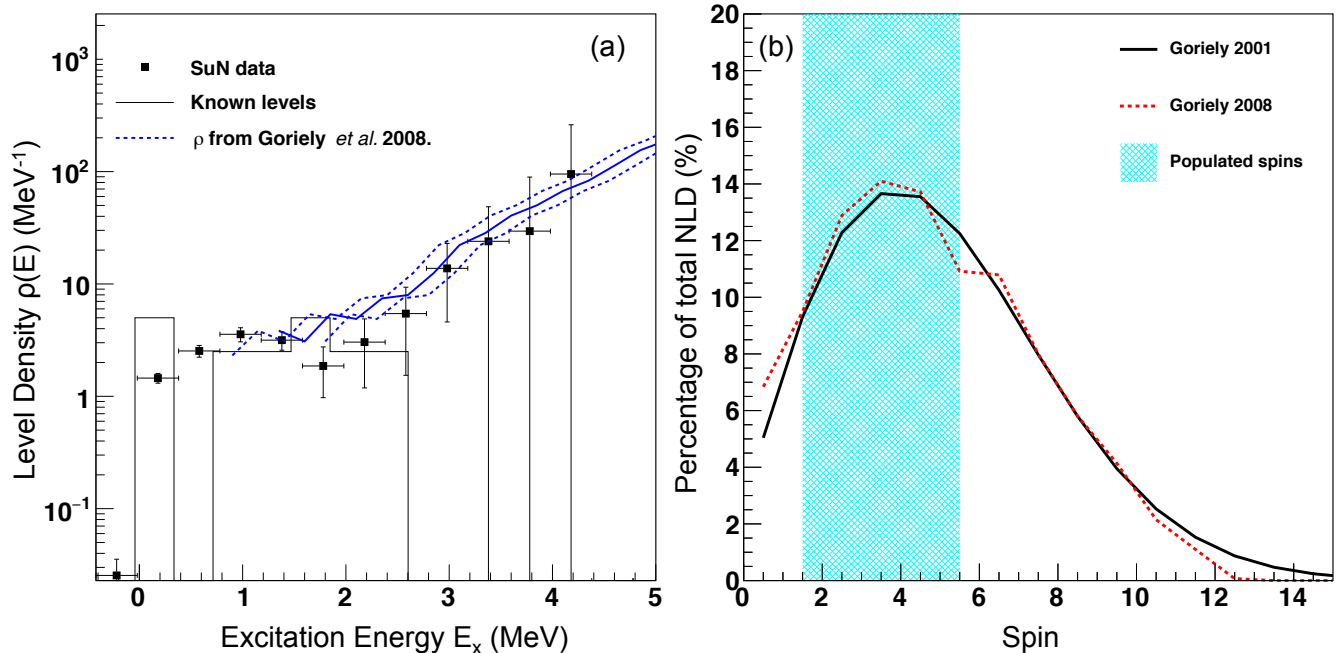 (a)
SuN data
Known levels
ρ from Goriely et al. 2008.
Level Density ρ(E) (MeV⁻¹)
10³
10²
10
1
10⁻¹
0 1 2 3 4 5
Excitation Energy Eₓ (MeV)
(b)
Goriely 2001
Goriely 2008
Populated spins
Percentage of total NLD (%)
20
18
16
14
12
10
8
6
4
2
0
0 2 4 6 8 10 12 14
Spin